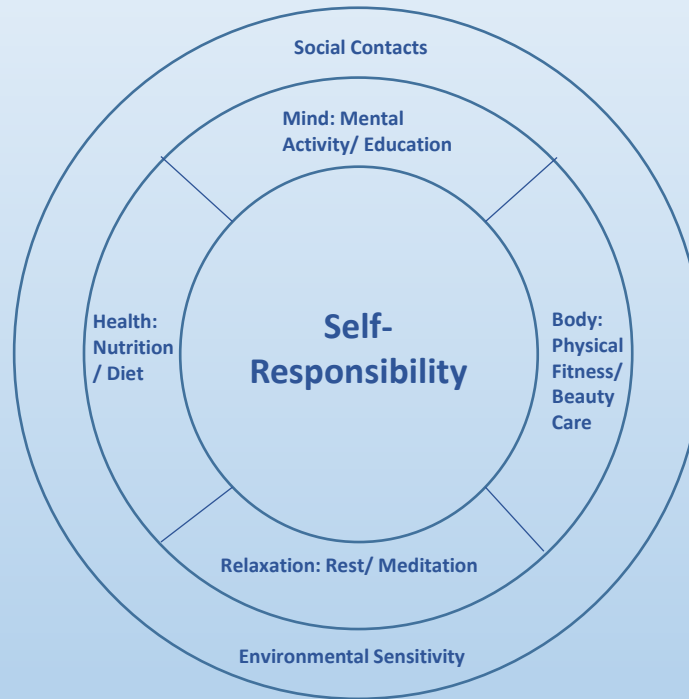 Social Contacts
Mind: Mental
Activity/ Education
Health:
Nutrition
/ Diet
Self-
Responsibility
Body:
Physical
Fitness/
Beauty
Care
Relaxation: Rest/ Meditation
Environmental Sensitivity